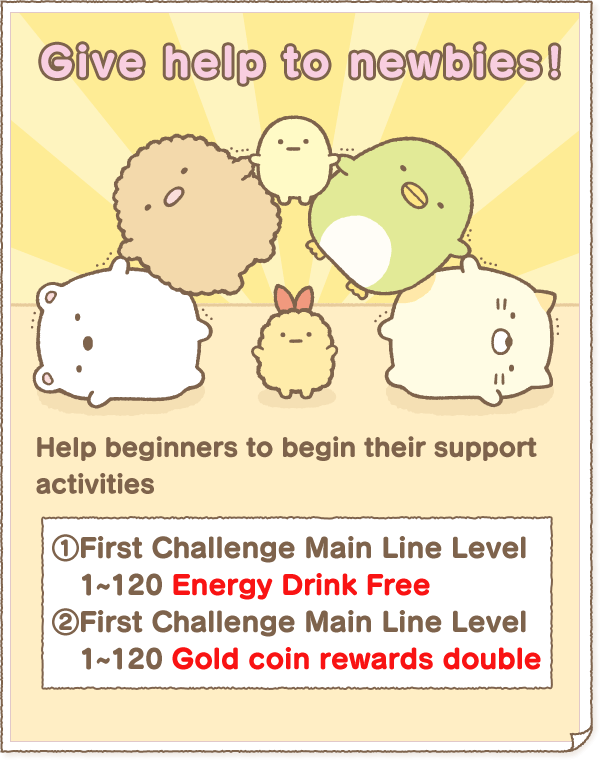 Give help to newbies!
Help beginners to begin their support
activities
①First Challenge Main Line Level
1~120 Energy Drink Free
②First Challenge Main Line Level
1~120 Gold coin rewards double